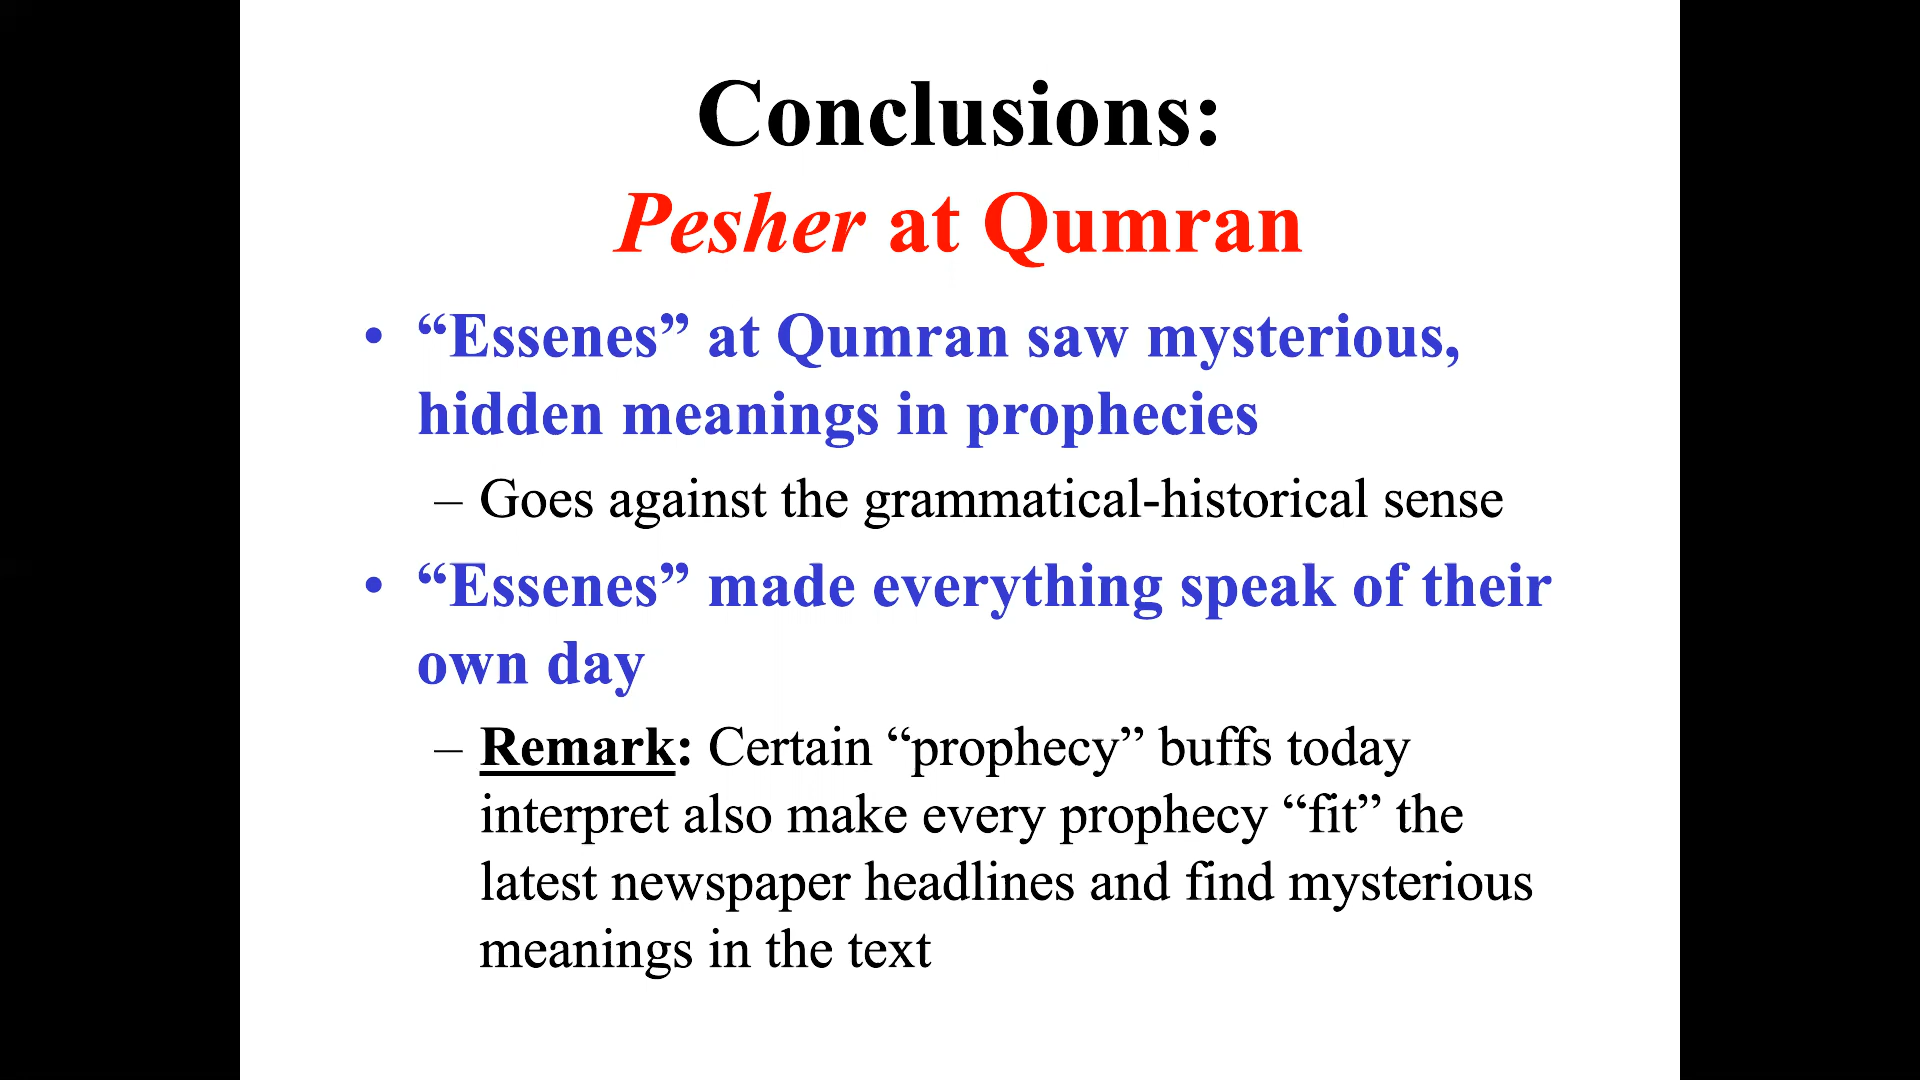 Conclusions:
Pesher at Qumran
• “Essenes” at Qumran saw mysterious,
hidden meanings in prophecies
– Goes against the grammatical-historical sense
• “Essenes” made everything speak of their
own day
– Remark: Certain “prophecy” buffs today
interpret also make every prophecy “fit” the
latest newspaper headlines and find mysterious
meanings in the text